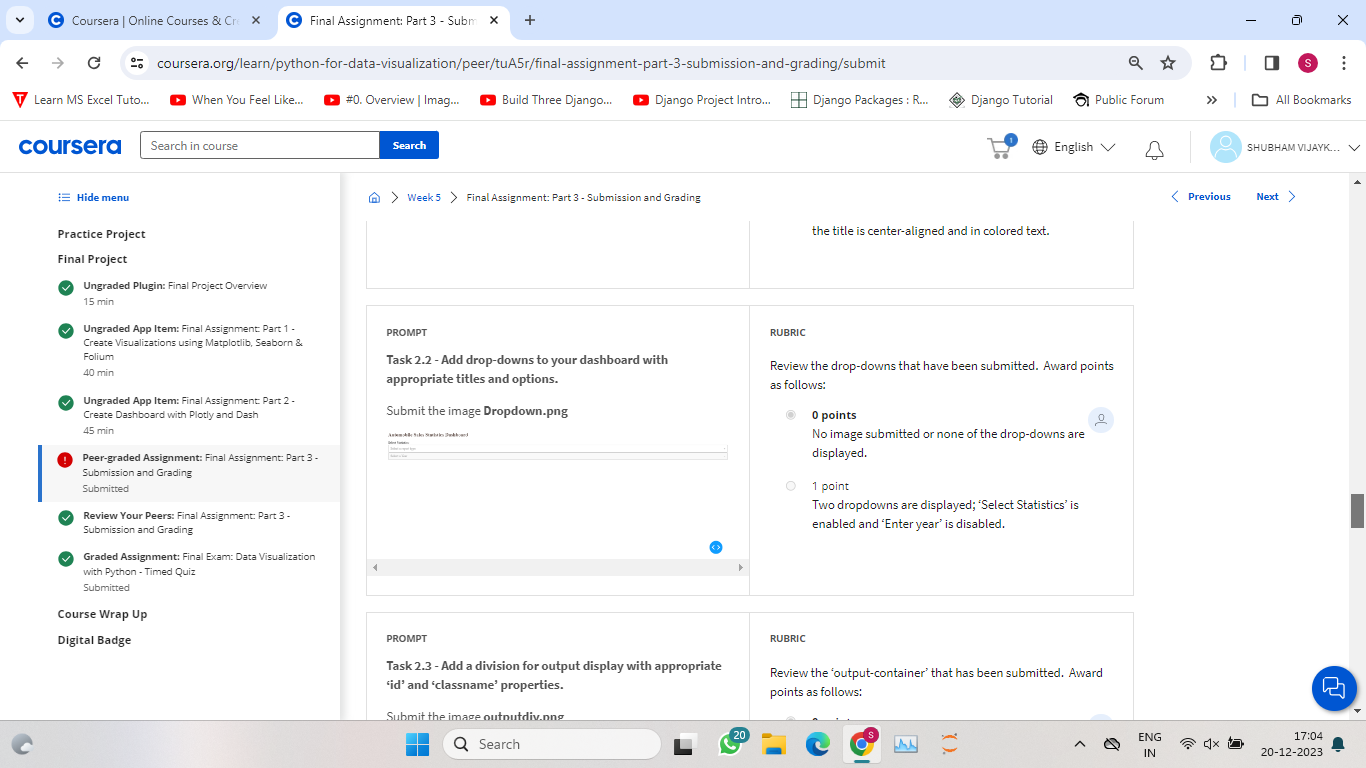 Coursera | Online Courses & Cr
Final Assignment: Part 3 - Subm
coursera.org/learn/python-for-data-visualization/peer/tuA5r/final-assignment-part-3-submission-and-grading/submit
S
Learn MS Excel Tuto...
When You Feel Like...
#0. Overview | Imag...
Build Three Django...
Django Project Intro...
Django Packages : R...
Django Tutorial
Public Forum
All Bookmarks
coursera
Search in course
Search
1
English
SHUBHAM VIJAYK...
Hide menu
Week 5
Final Assignment: Part 3 - Submission and Grading
Previous
Next
Practice Project
Final Project
Ungraded Plugin: Final Project Overview
15 min
Ungraded App Item: Final Assignment: Part 1 -
Create Visualizations using Matplotlib, Seaborn &
Folium
40 min
Ungraded App Item: Final Assignment: Part 2 -
Create Dashboard with Plotly and Dash
45 min
Peer-graded Assignment: Final Assignment: Part 3 -
Submission and Grading
Submitted
Review Your Peers: Final Assignment: Part 3 -
Submission and Grading
Graded Assignment: Final Exam: Data Visualization
with Python - Timed Quiz
Submitted
Course Wrap Up
Digital Badge
the title is center-aligned and in colored text.
PROMPT
Task 2.2 - Add drop-downs to your dashboard with
appropriate titles and options.
Submit the image Dropdown.png
Automobile Sales Statistics Dashboard
RUBRIC
Review the drop-downs that have been submitted. Award points
as follows:
0 points
No image submitted or none of the drop-downs are
displayed.
1 point
Two dropdowns are displayed; ‘Select Statistics’ is
enabled and ‘Enter year’ is disabled.
PROMPT
Task 2.3 - Add a division for output display with appropriate
‘id’ and ‘classname’ properties.
Submit the image outputdiv.png
RUBRIC
Review the ‘output-container’ that has been submitted. Award
points as follows:
Search
20
S
ENG
IN
17:04
20-12-2023